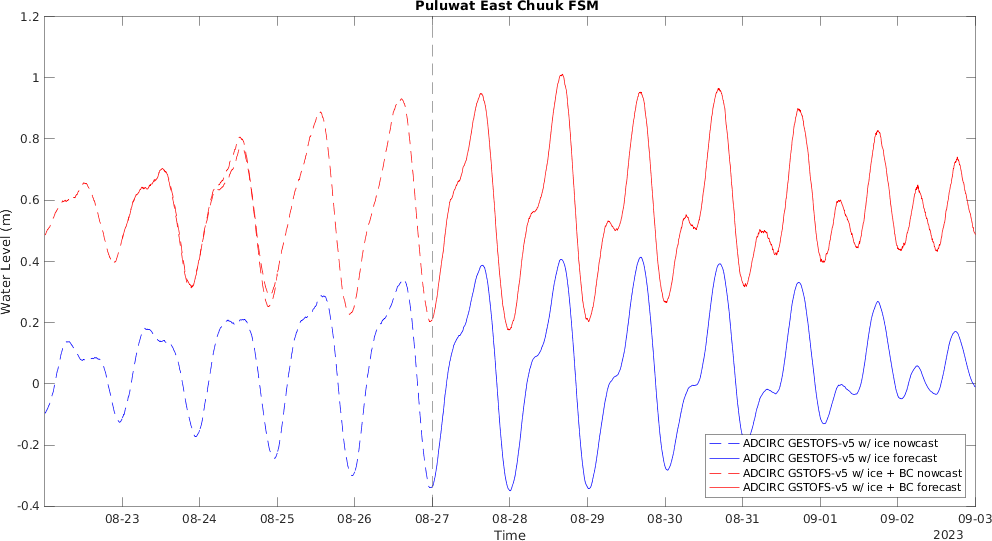 Puluwat East Chuuk FSM
1.2
1
0.8
0.6
0.4
0.2
0
-0.2
-0.4
Water Level (m)
ADCIRC GESTOFS-v5 w/ ice nowcast
ADCIRC GESTOFS-v5 w/ ice forecast
ADCIRC GSTOFS-v5 w/ ice + BC nowcast
ADCIRC GSTOFS-v5 w/ ice + BC forecast
08-23 08-24 08-25 08-26 08-27 08-28 08-29 08-30 08-31 09-01 09-02 09-03
Time 2023